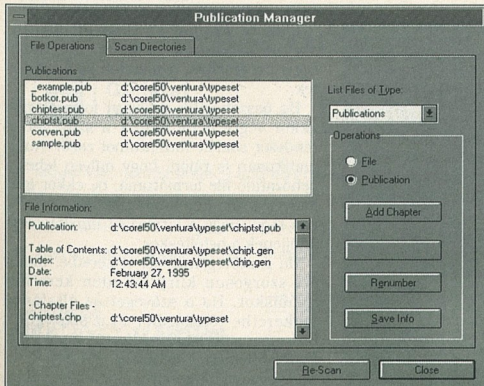 Publication Manager
File Operations
Scan Directories
Publications
_example.pub d:\corel50\ventura\typeset
botkor.pub d:\corel50\ventura\typeset
chiptest.pub d:\corel50\ventura\typeset
chiptst.pub d:\corel50\ventura\typeset
corven.pub d:\corel50\ventura\typeset
sample.pub d:\corel50\ventura\typeset
List Files of Type:
Publications
Operations
File
Publication
Add Chapter
Renumber
Save Info
File Information:
Publication: d:\corel50\ventura\typeset\chiptst.pub
Table of Contents: d:\corel50\ventura\typeset\chipt.gen
Index: d:\corel50\ventura\typeset\chip.gen
Date: February 27, 1995
Time: 12:43:44 AM
- Chapter Files -
chiptest.chp d:\corel50\ventura\typeset
Re-Scan
Close